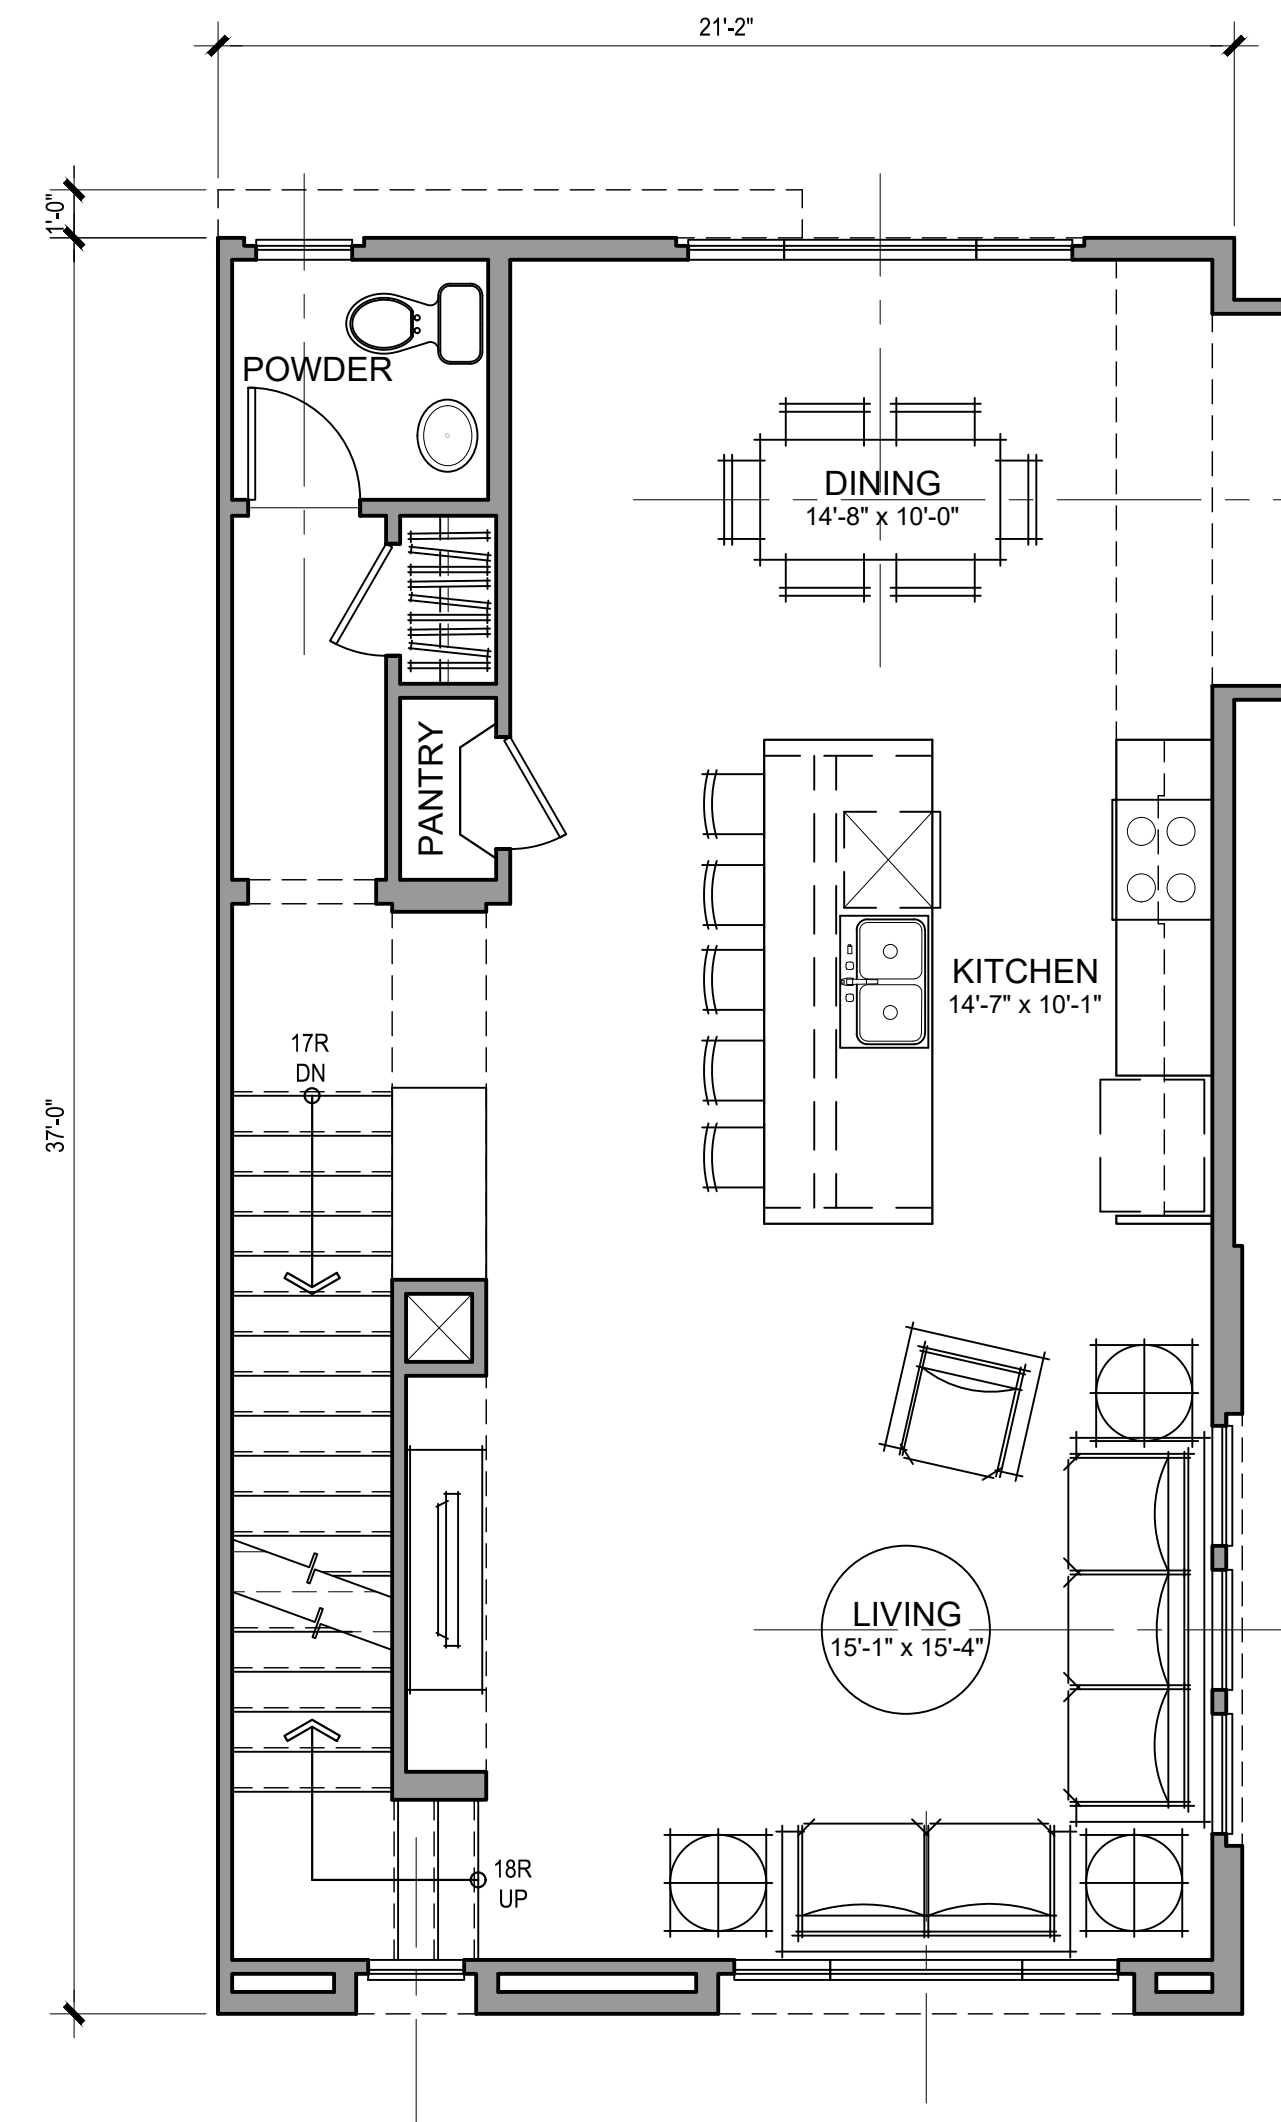 21'-2"
1'-0"
POWDER
DINING
14'-8" x 10'-0"
PANTRY
KITCHEN
14'-7" x 10'-1"
17R
DN
37'-0"
LIVING
15'-1" x 15'-4"
18R
UP